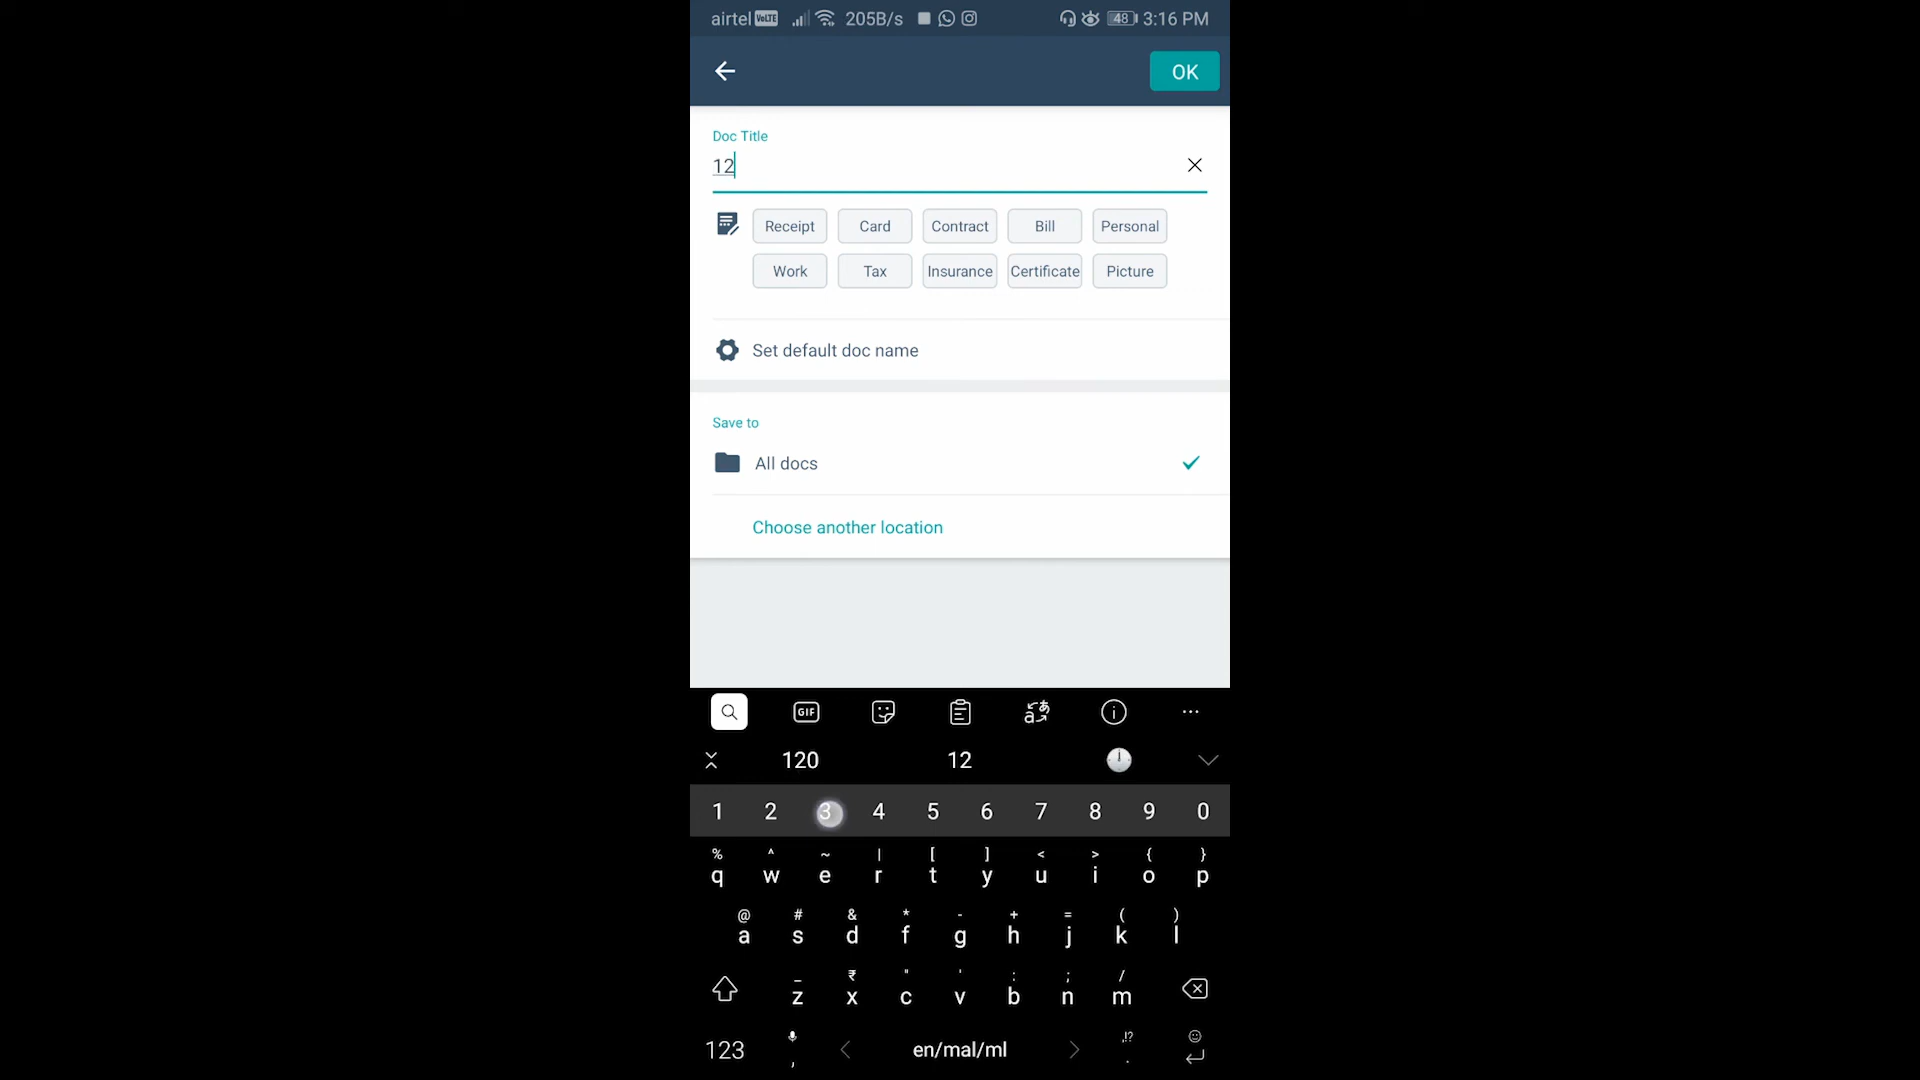 airtel VoLTE 205B/s 48 3:16 PM
OK
Doc Title
12
Receipt Card Contract Bill Personal
Work Tax Insurance Certificate Picture
Set default doc name
Save to
All docs
Choose another location
GIF
120 12
1 2 3 4 5 6 7 8 9 0
% ^ ~ | [ ] < > { }
q w e r t y u i o p
@ # & * - + = ( )
a s d f g h j k l
_ ₹ " ' : ; /
z x c v b n m
123 , < en/mal/ml > ,!? .